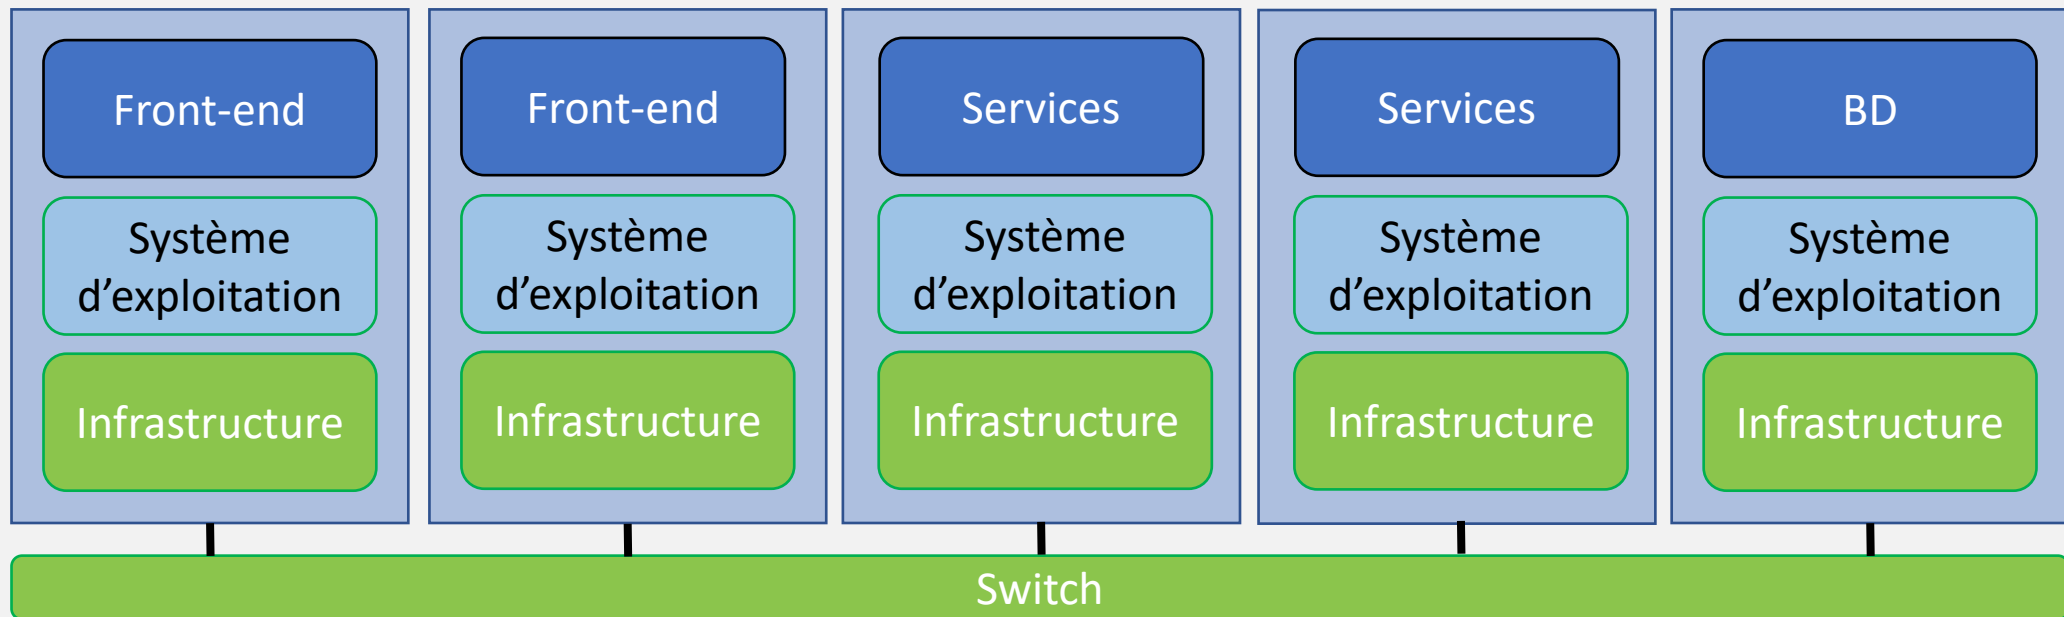 Front-end
Système
d’exploitation
Infrastructure
Front-end
Système
d’exploitation
Infrastructure
Services
Système
d’exploitation
Infrastructure
Services
Système
d’exploitation
Infrastructure
BD
Système
d’exploitation
Infrastructure
Switch